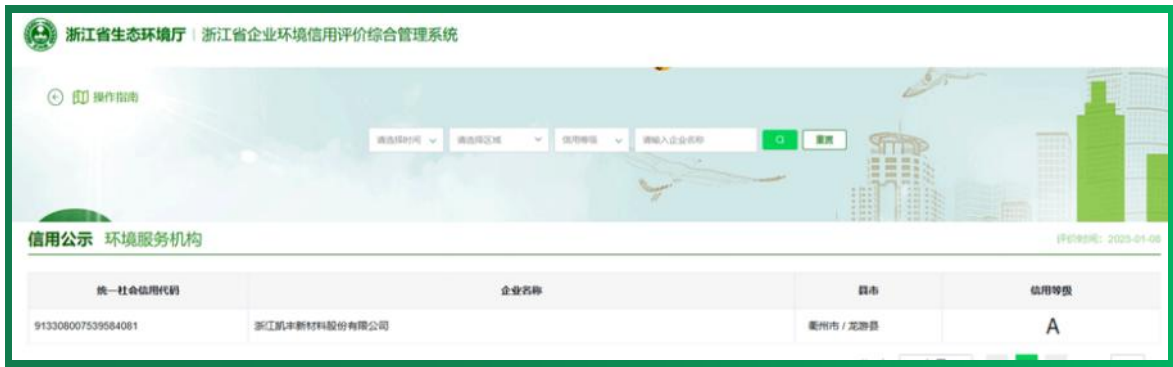 浙江省生态环境厅 | 浙江省企业环境信用评价综合管理系统
操作指南
请选择时间 请选择区域 信用等级 请输入企业名称 重置
信用公示 环境服务机构 评价时间：2025-01-06
统一社会信用代码 企业名称 县市 信用等级
913308007539584081 浙江凯丰新材料股份有限公司 衢州市 / 龙游县 A